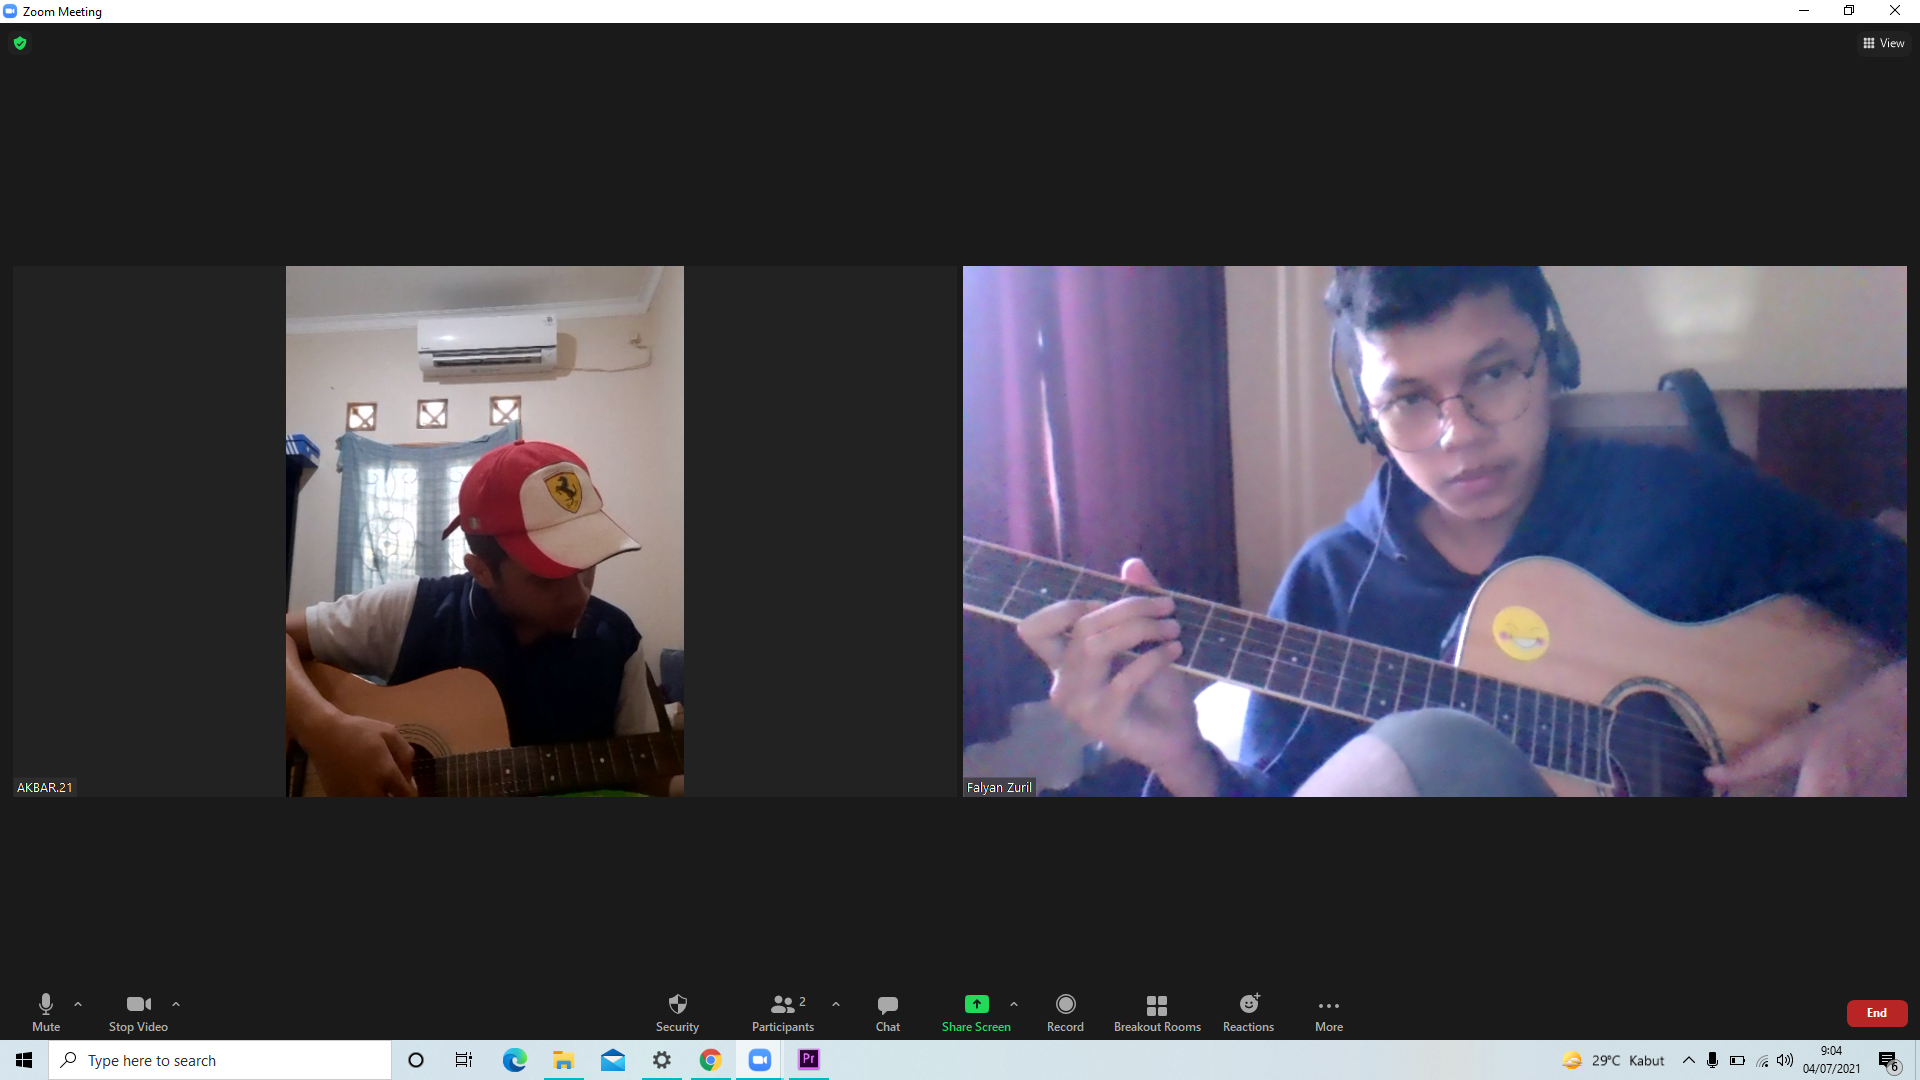 Zoom Meeting
View
AKBAR.21
Falyan Zuril
Mute
Stop Video
Security
Participants
2
Chat
Share Screen
Record
Breakout Rooms
Reactions
More
End
Type here to search
Pr
29°C Kabut
9:04
04/07/2021
6